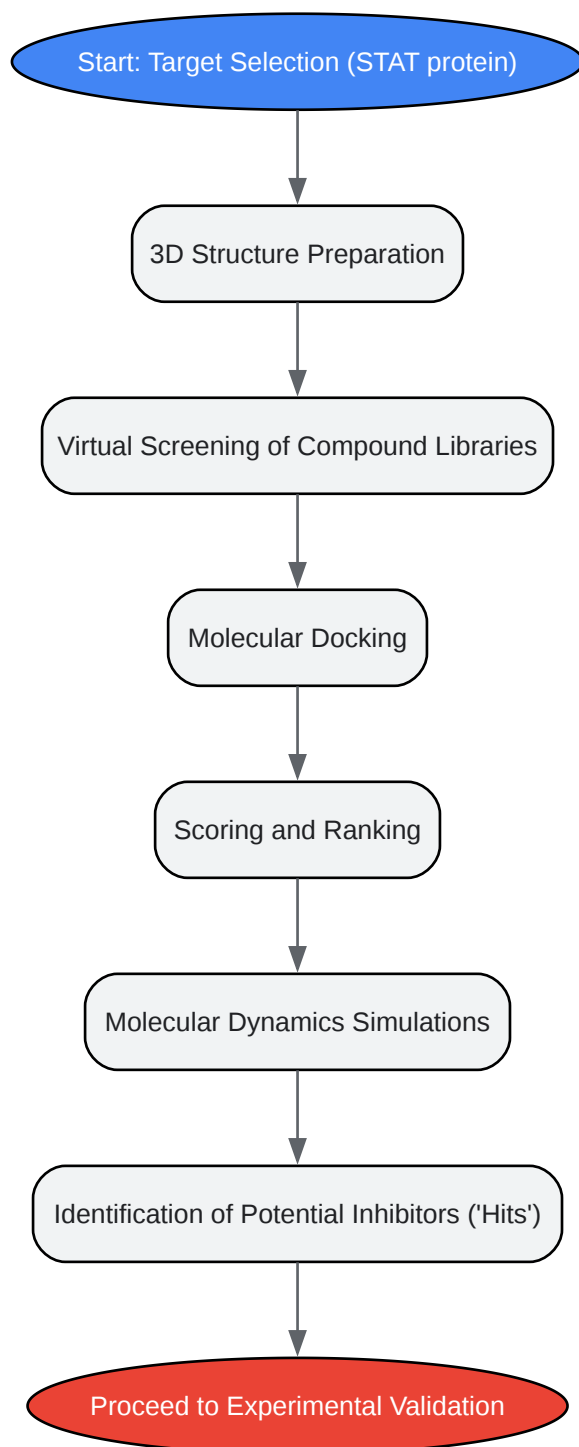 Start: Target Selection (STAT protein)
3D Structure Preparation
Virtual Screening of Compound Libraries
Molecular Docking
Scoring and Ranking
Molecular Dynamics Simulations
Identification of Potential Inhibitors ('Hits')
Proceed to Experimental Validation